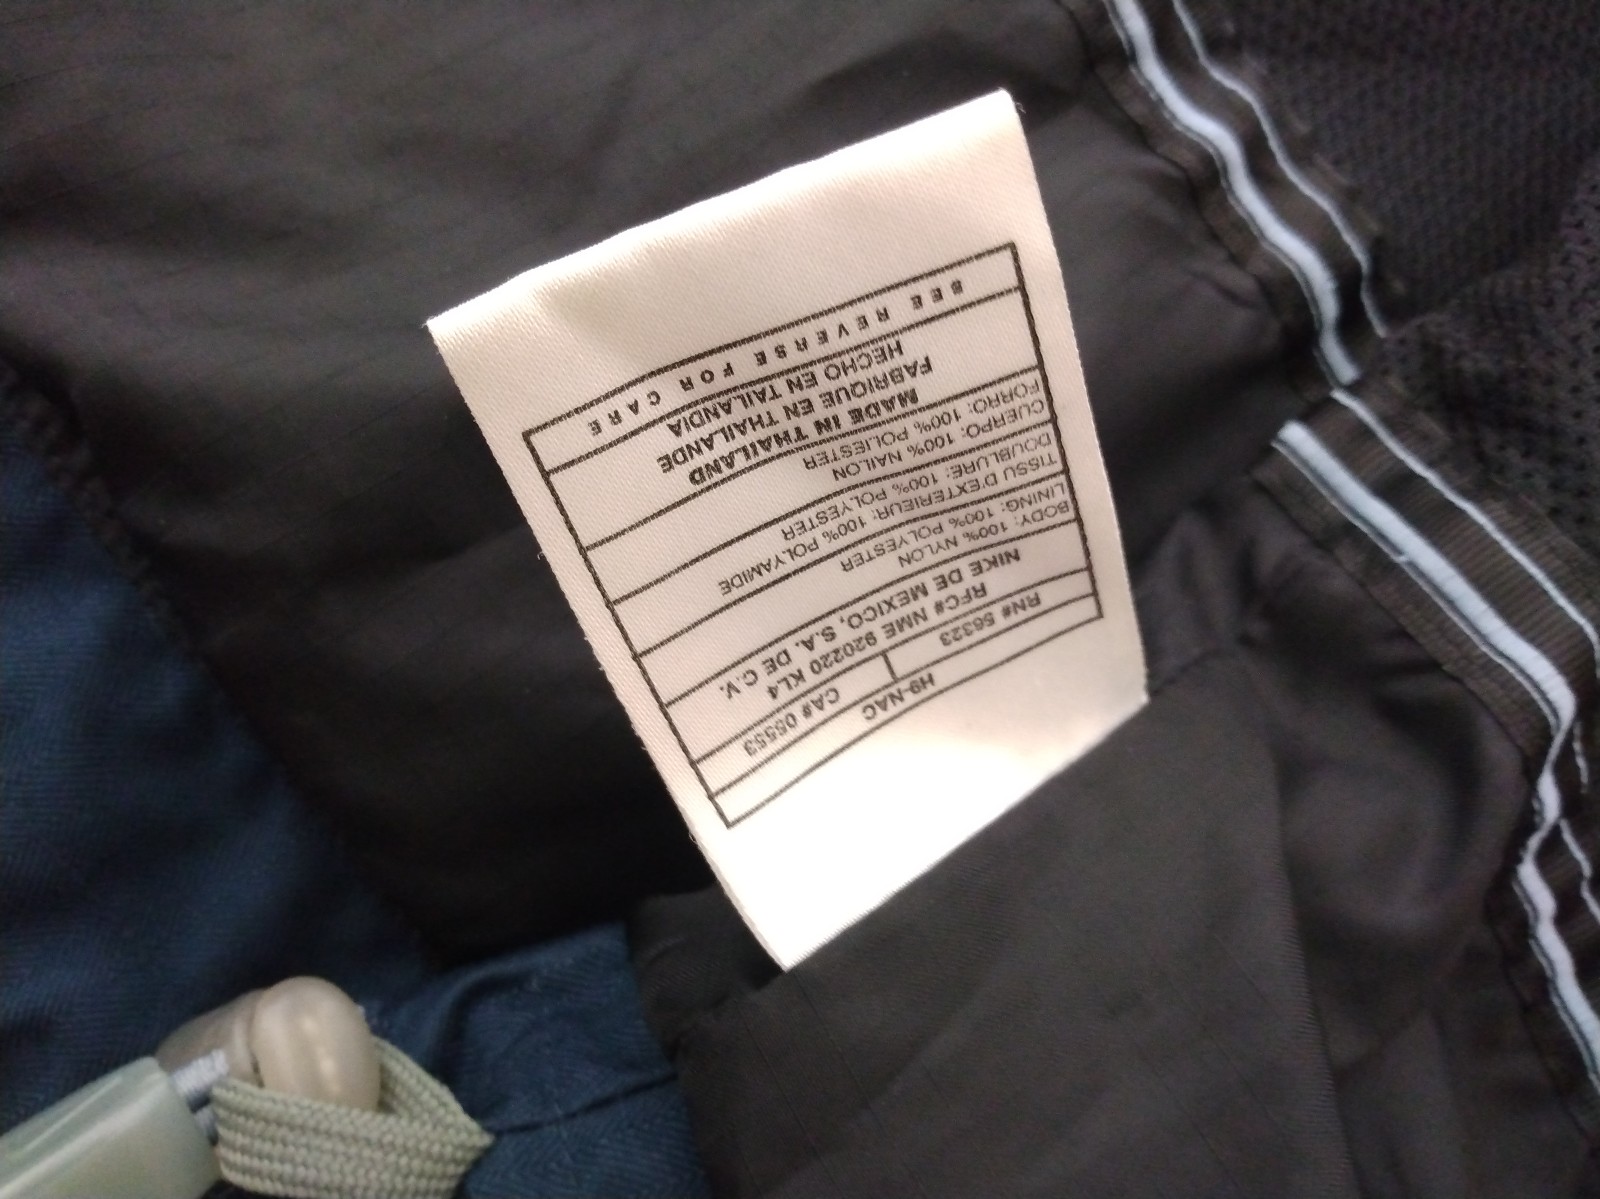 H9-NAC
RN# 56323 CA# 05553
RFC# NME 920220 KL4
NIKE DE MEXICO, S.A. DE C.V.
BODY: 100% NYLON
LINING: 100% POLYESTER
TISSU D'EXTERIEUR: 100% POLYAMIDE
DOUBLURE: 100% POLYESTER
CUERPO: 100% NAILON
FORRO: 100% POLIESTER
MADE IN THAILAND
FABRIQUE EN THAILANDE
HECHO EN TAILANDIA
SEE REVERSE FOR CARE